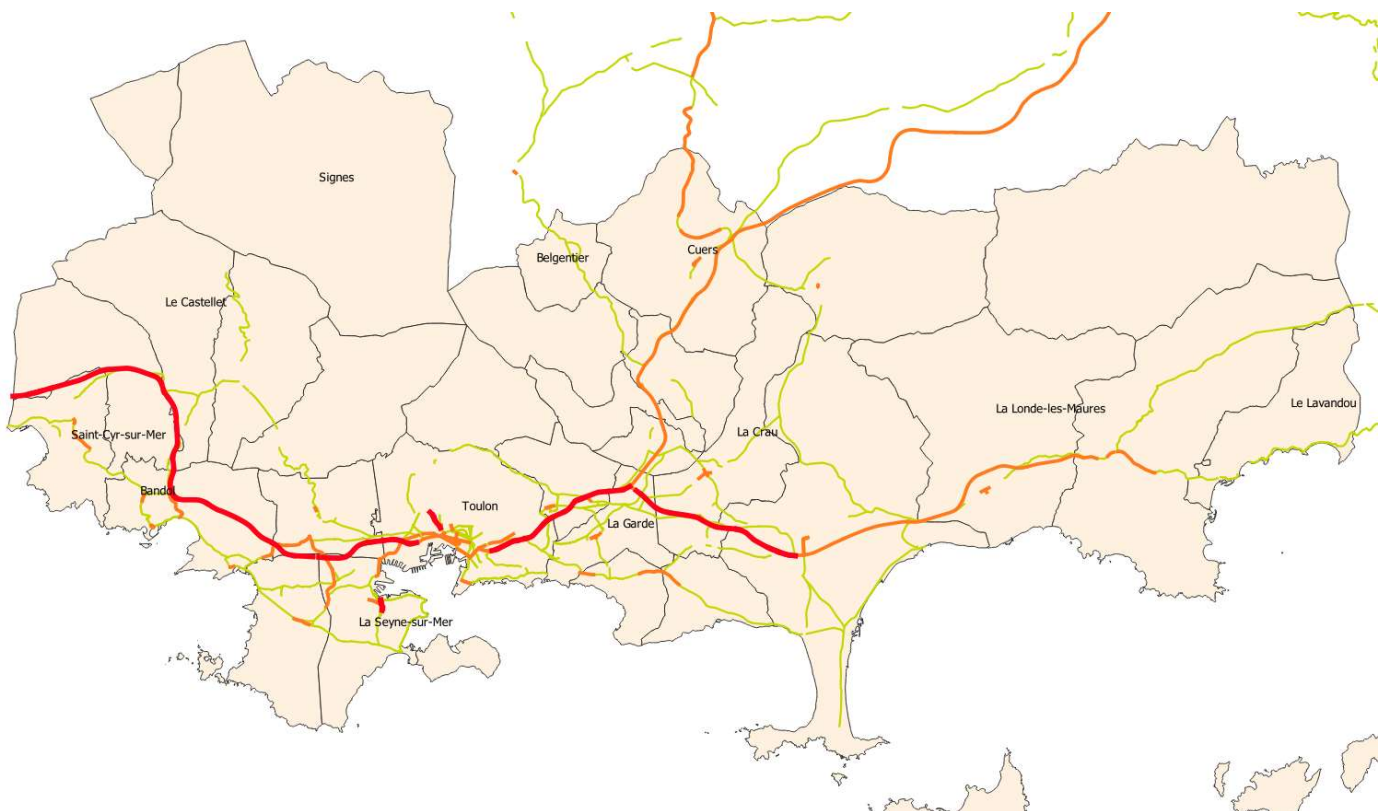 Signes
Cuers
Belgentier
Le Castellet
La Londe-les-Maures
Le Lavandou
La Crau
Saint-Cyr-sur-Mer
Bandol
Toulon
La Garde
La Seyne-sur-Mer